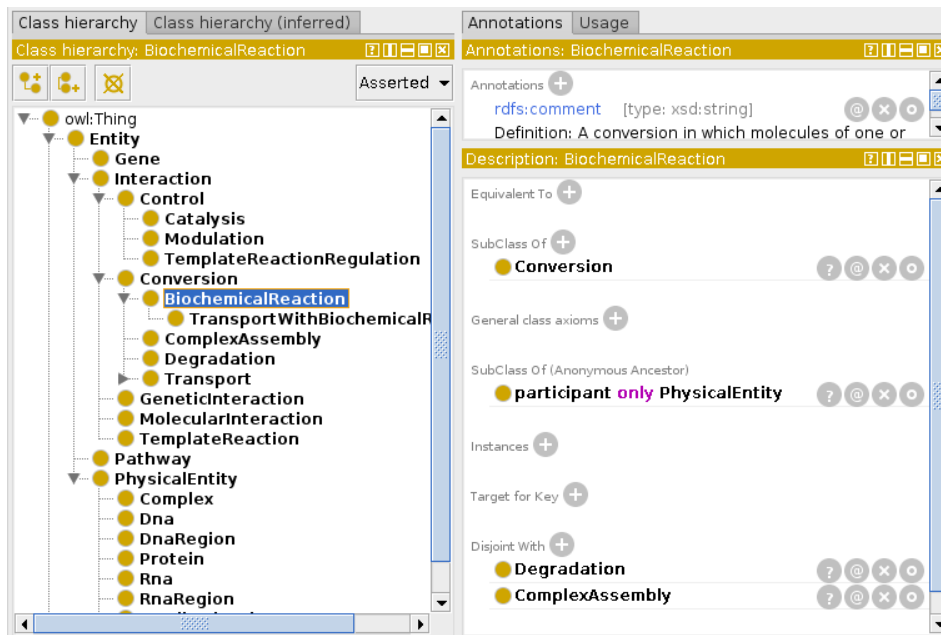 Class hierarchy Class hierarchy (inferred)
Class hierarchy: BiochemicalReaction
Asserted
owl:Thing
Entity
Gene
Interaction
Control
Catalysis
Modulation
TemplateReactionRegulation
Conversion
BiochemicalReaction
TransportWithBiochemicalR
ComplexAssembly
Degradation
Transport
GeneticInteraction
MolecularInteraction
TemplateReaction
Pathway
PhysicalEntity
Complex
Dna
DnaRegion
Protein
Rna
RnaRegion
Annotations Usage
Annotations: BiochemicalReaction
Annotations
rdfs:comment [type: xsd:string]
Definition: A conversion in which molecules of one or
Description: BiochemicalReaction
Equivalent To
SubClass Of
Conversion
General class axioms
SubClass Of (Anonymous Ancestor)
participant only PhysicalEntity
Instances
Target for Key
Disjoint With
Degradation
ComplexAssembly